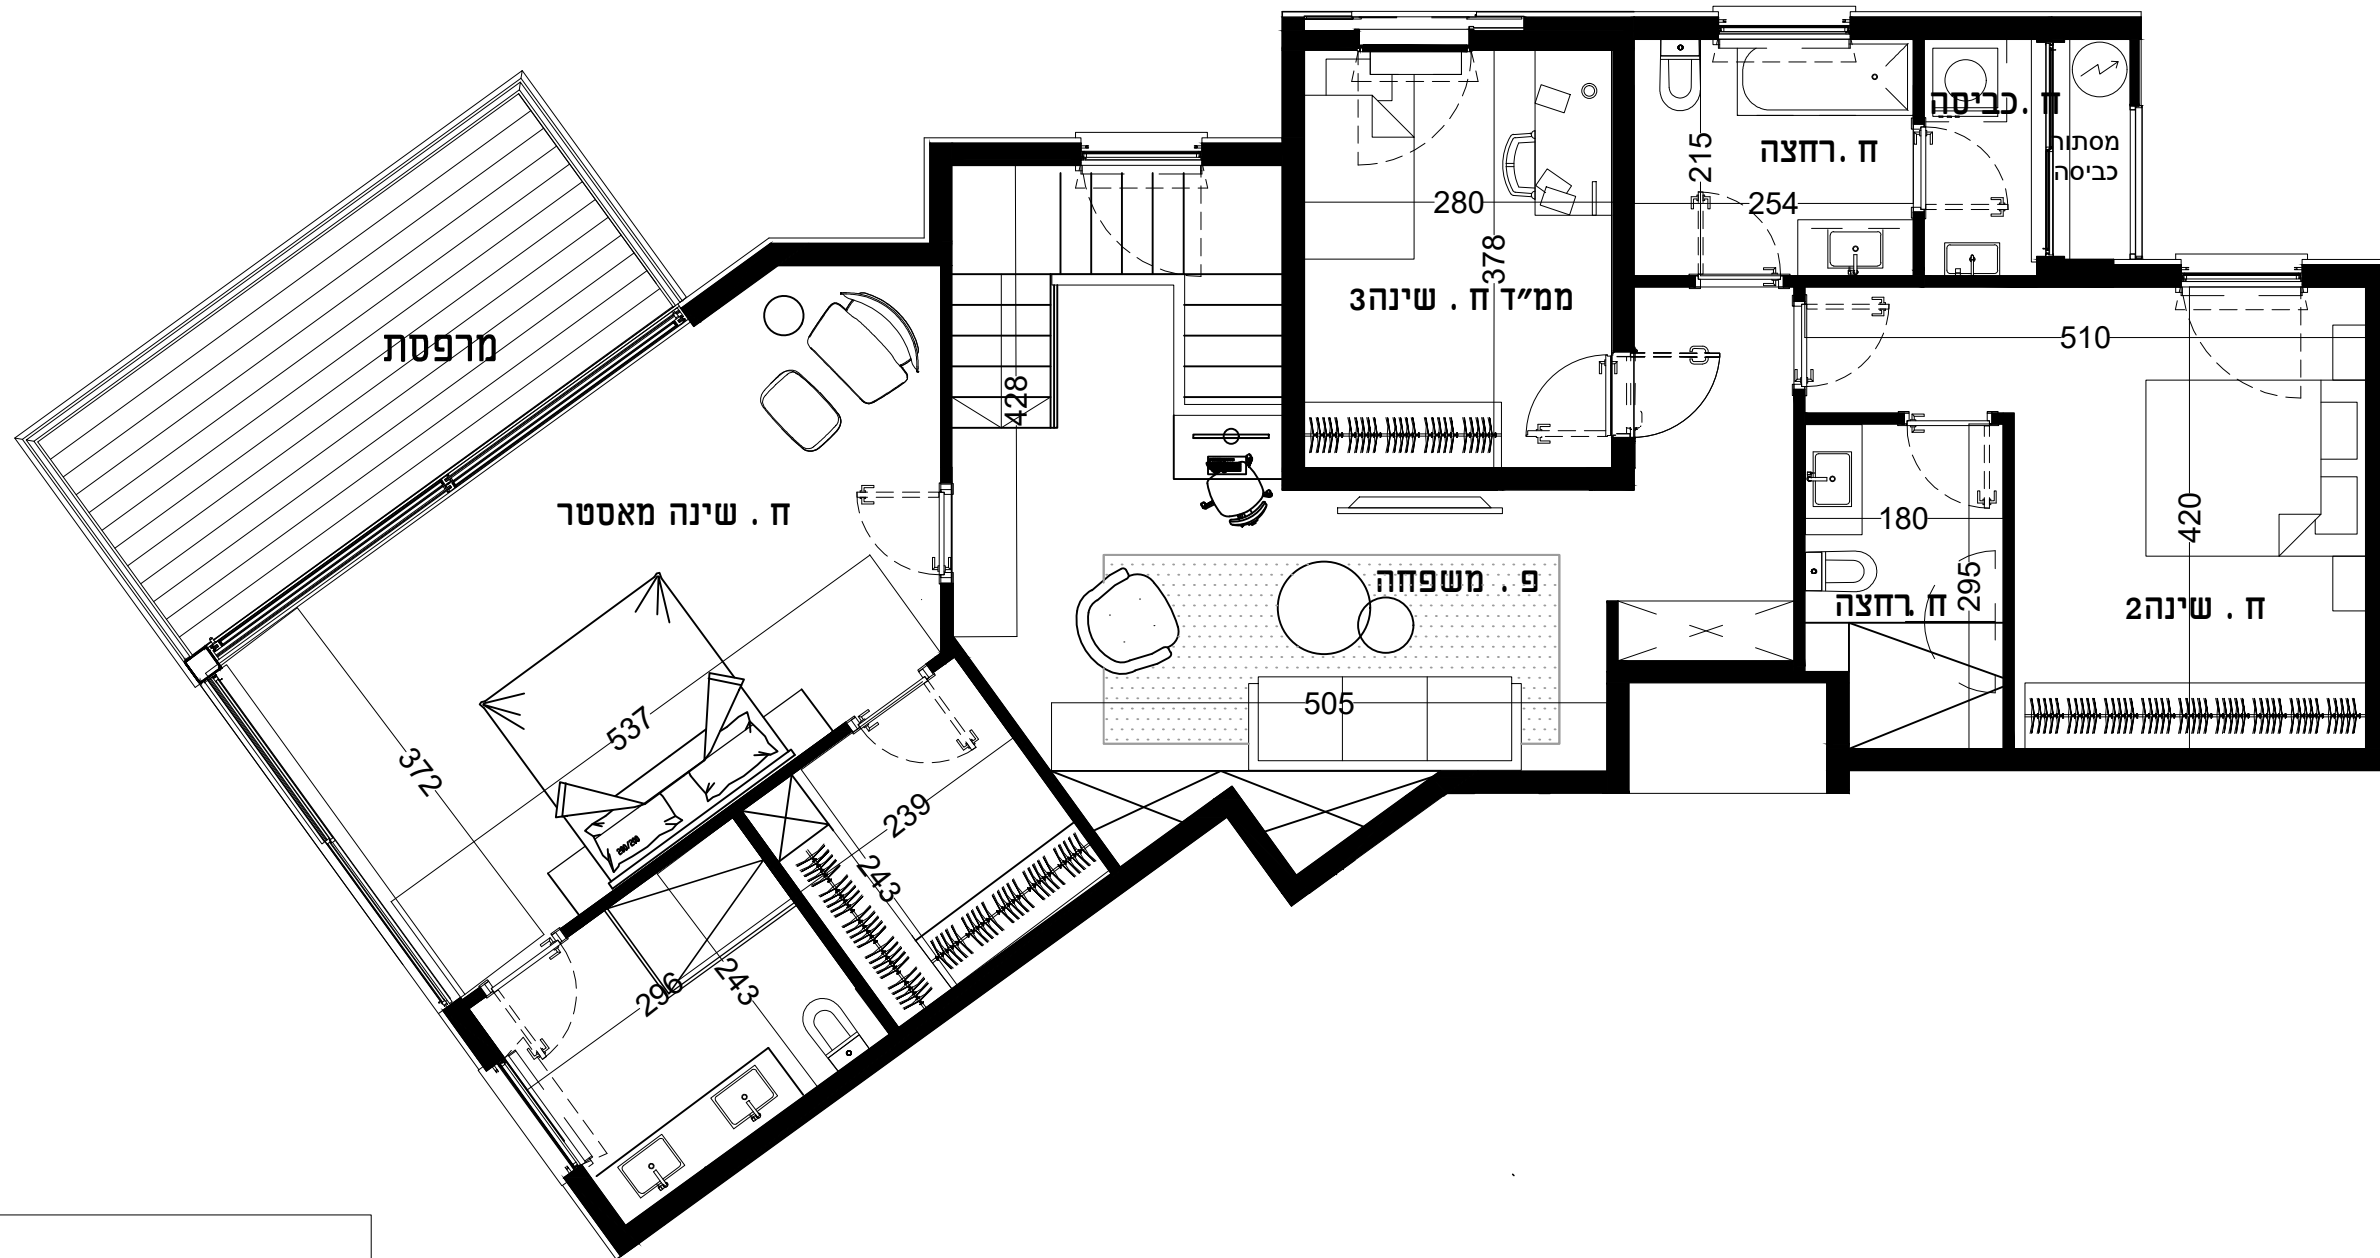 ח. כביסה
מסתור
כביסה
ח. רחצה
215
254
280
378
ממ״ד ח. שינה3
510
מרפסת
428
ח. שינה מאסטר
180
420
295
פ. משפחה
ח. רחצה
ח. שינה2
505
537
372
239
243
296
243